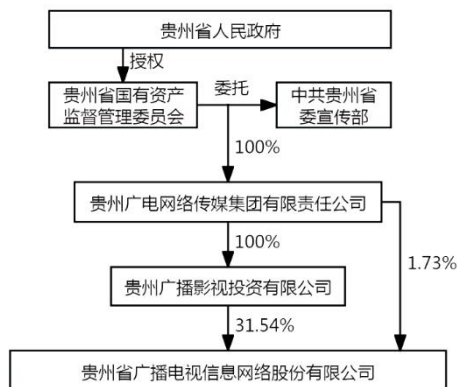 贵州省人民政府
授权
贵州省国有资产
监督管理委员会
委托
中共贵州省
委宣传部
100%
贵州广电网络传媒集团有限责任公司
100%
1.73%
贵州广播影视投资有限公司
31.54%
贵州省广播电视信息网络股份有限公司